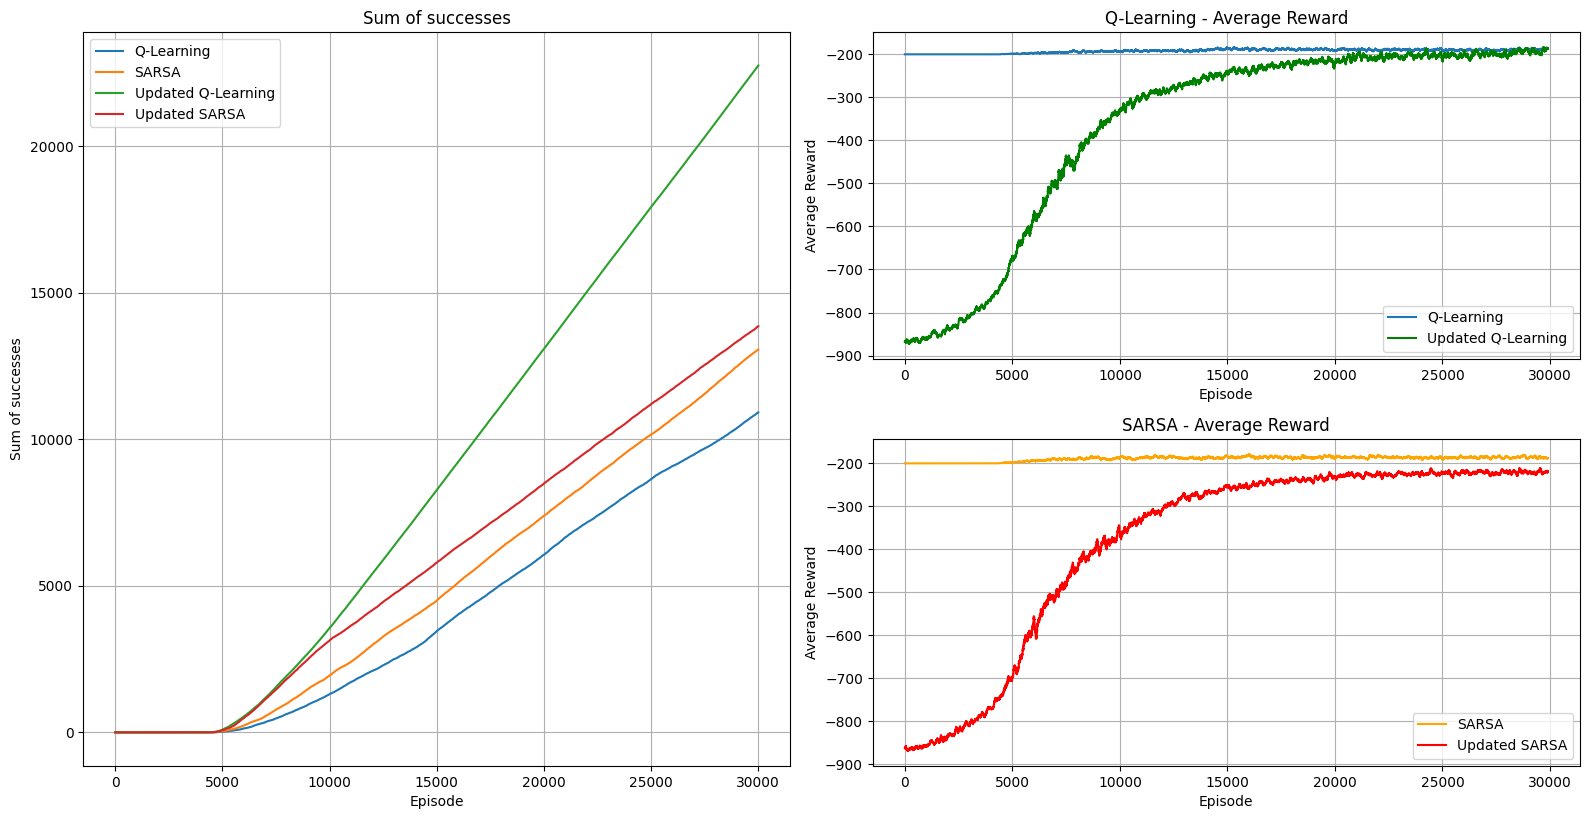 Sum of successes
Q-Learning
SARSA
Updated Q-Learning
Updated SARSA
20000
15000
10000
5000
0
Sum of successes
0 5000 10000 15000 20000 25000 30000
Episode
Q-Learning - Average Reward
−200
−300
−400
−500
−600
−700
−800
−900
Average Reward
Q-Learning
Updated Q-Learning
0 5000 10000 15000 20000 25000 30000
Episode
SARSA - Average Reward
−200
−300
−400
−500
−600
−700
−800
−900
Average Reward
SARSA
Updated SARSA
0 5000 10000 15000 20000 25000 30000
Episode